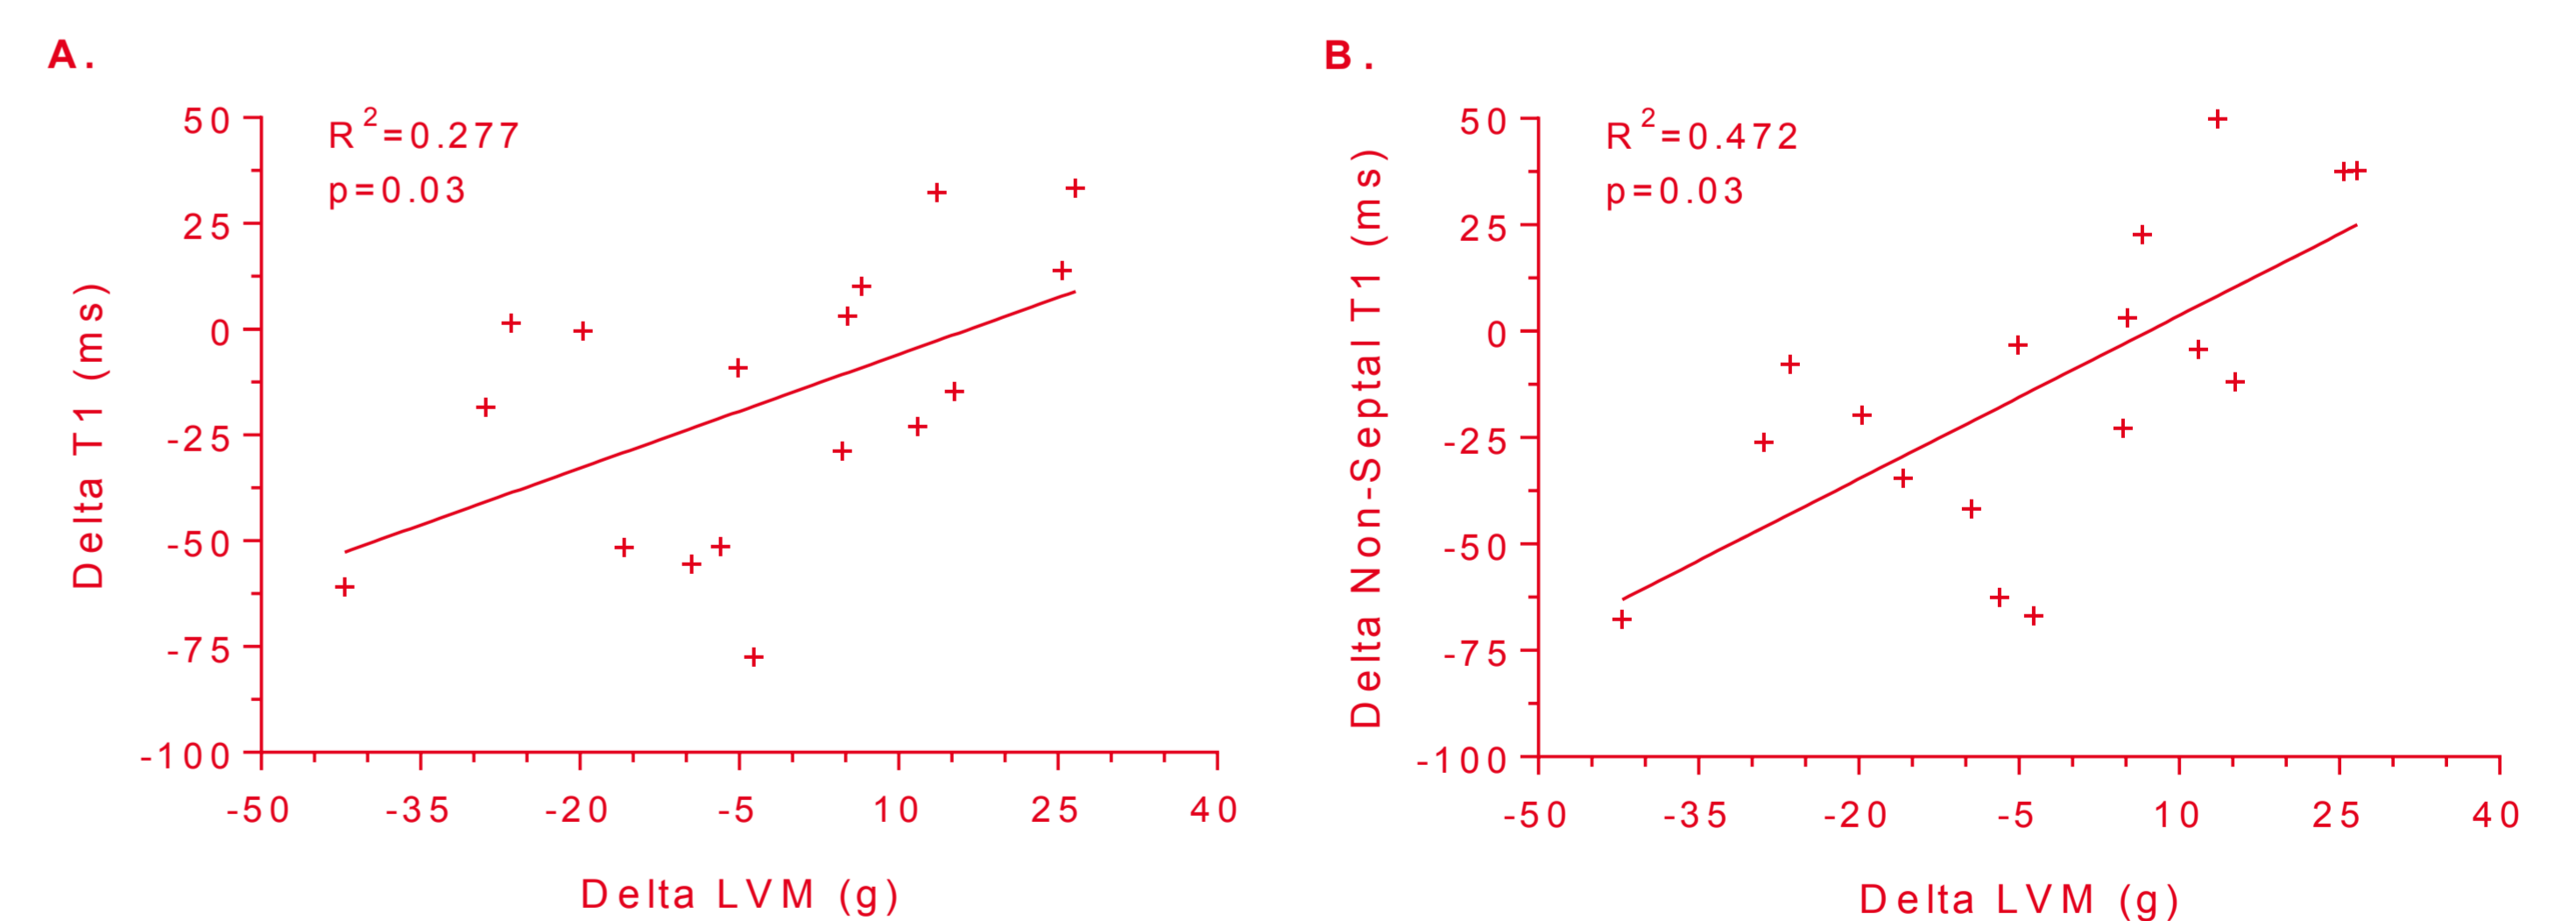 A.
R²=0.277
p=0.03
Delta T1 (ms)
50
25
0
-25
-50
-75
-100
-50 -35 -20 -5 10 25 40
Delta LVM (g)
B.
R²=0.472
p=0.03
Delta Non-Septal T1 (ms)
50
25
0
-25
-50
-75
-100
-50 -35 -20 -5 10 25 40
Delta LVM (g)